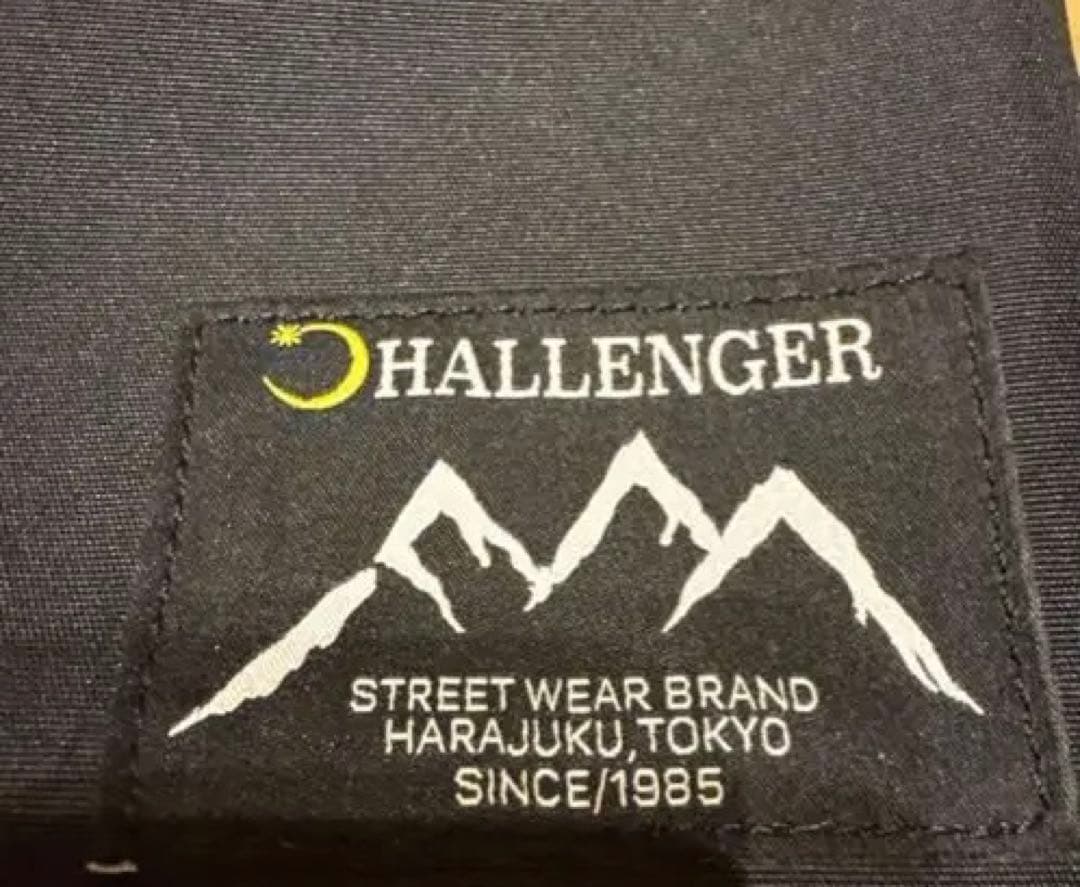 CHALLENGER
STREET WEAR BRAND
HARAJUKU,TOKYO
SINCE/1985